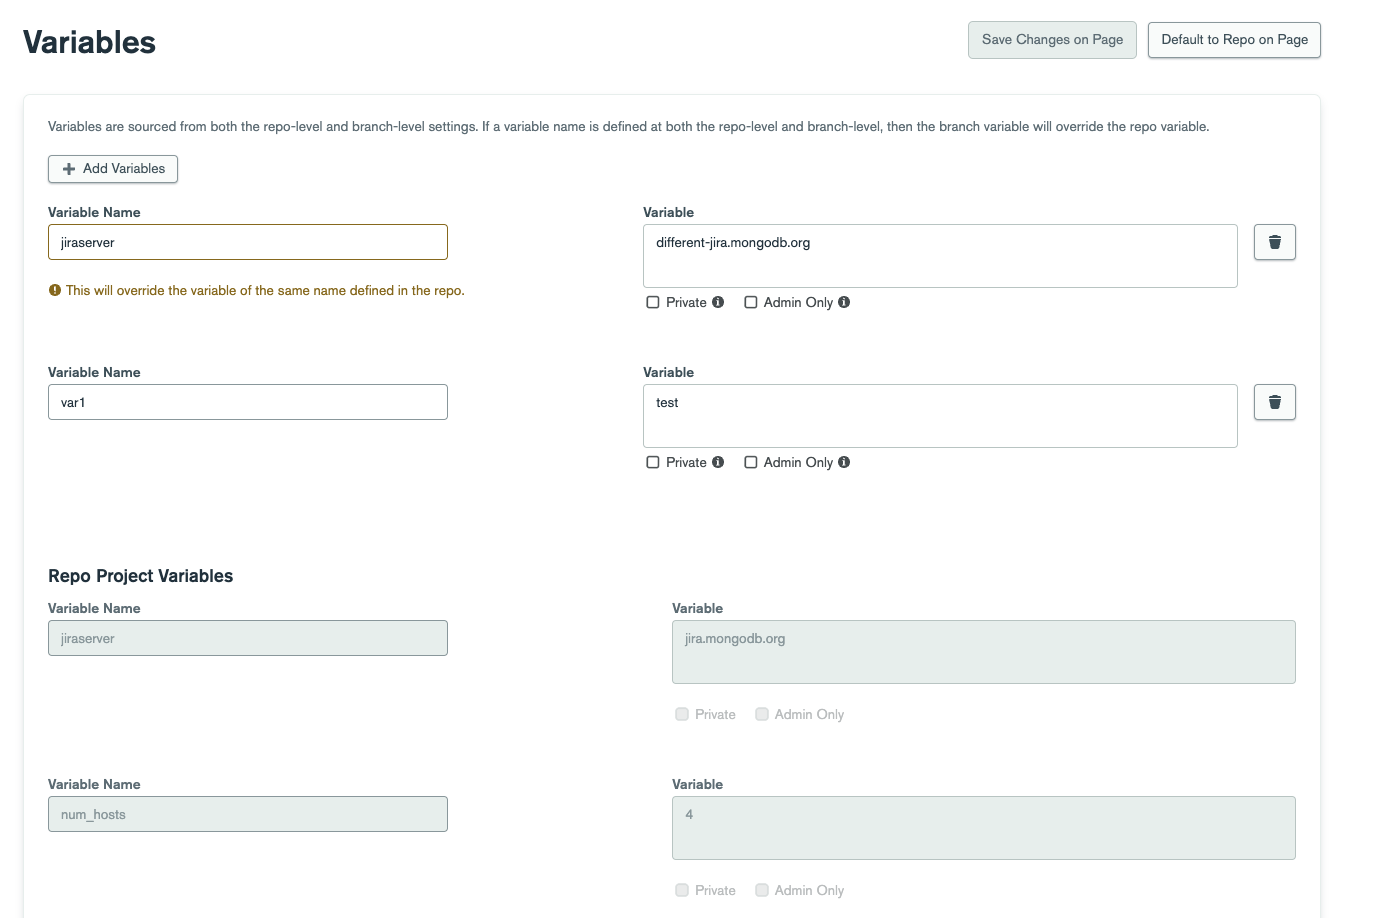 Variables
Save Changes on Page
Default to Repo on Page
Variables are sourced from both the repo-level and branch-level settings. If a variable name is defined at both the repo-level and branch-level, then the branch variable will override the repo variable.
Add Variables
Variable Name
Variable
jiraserver
different-jira.mongodb.org
This will override the variable of the same name defined in the repo.
Private
Admin Only
Variable Name
Variable
var1
test
Private
Admin Only
Repo Project Variables
Variable Name
Variable
jiraserver
jira.mongodb.org
Private
Admin Only
Variable Name
Variable
num_hosts
4
Private
Admin Only